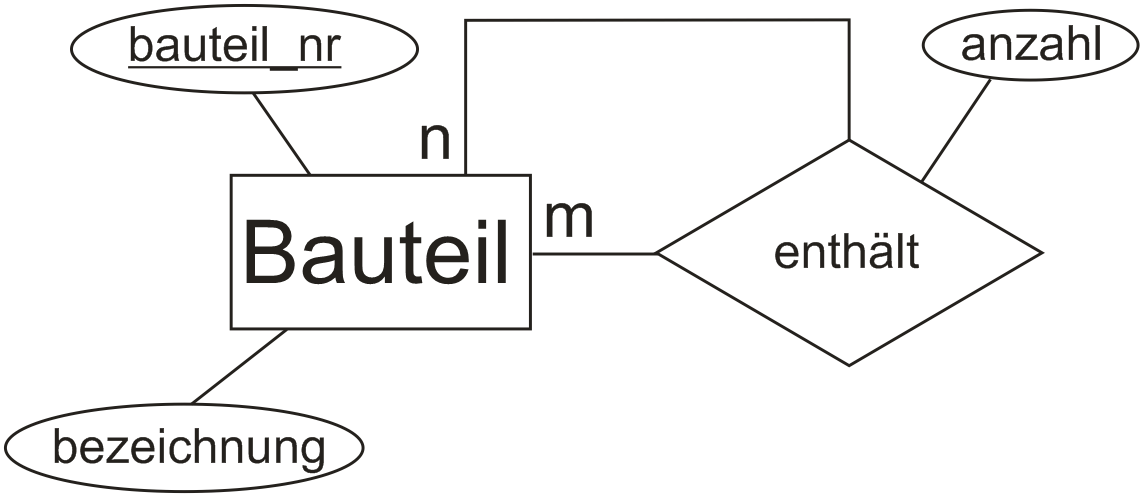 bauteil_nr
anzahl
n
m
Bauteil
enthält
bezeichnung